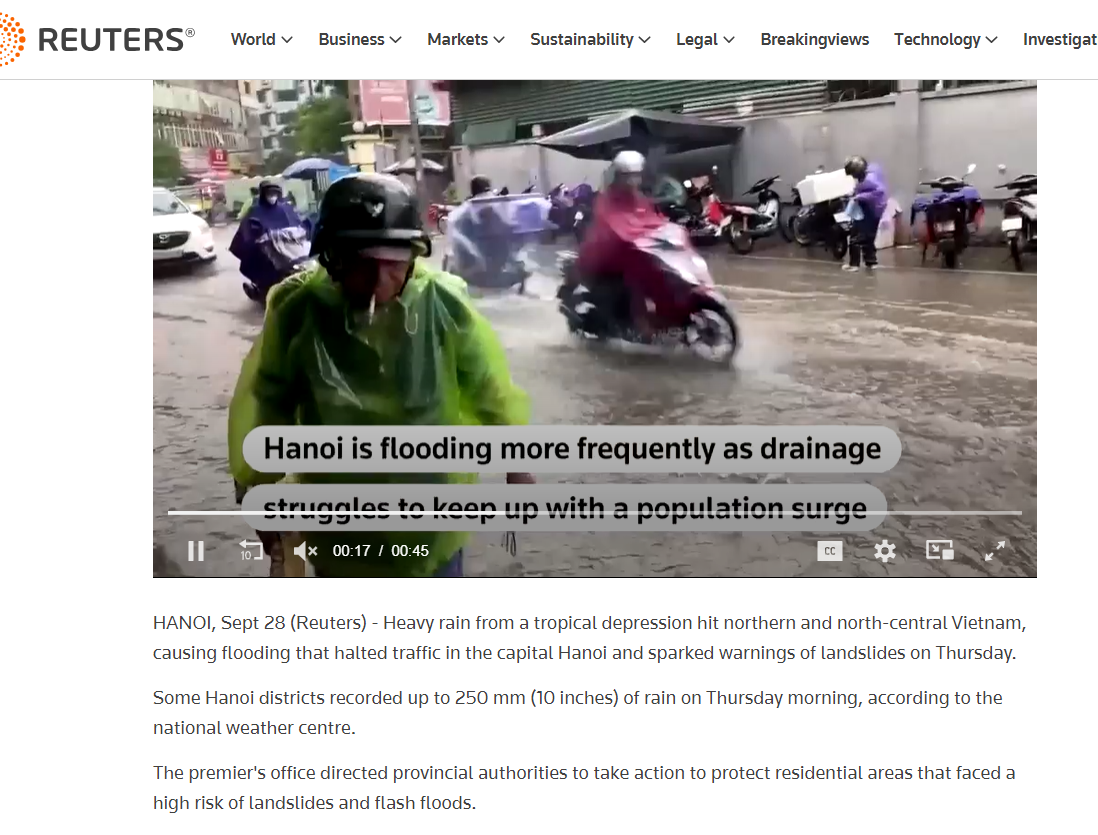 REUTERS®
World Business Markets Sustainability Legal Breakingviews Technology Investigat
Hanoi is flooding more frequently as drainage
struggles to keep up with a population surge
10 00:17 / 00:45 CC
HANOI, Sept 28 (Reuters) - Heavy rain from a tropical depression hit northern and north-central Vietnam,
causing flooding that halted traffic in the capital Hanoi and sparked warnings of landslides on Thursday.
Some Hanoi districts recorded up to 250 mm (10 inches) of rain on Thursday morning, according to the
national weather centre.
The premier's office directed provincial authorities to take action to protect residential areas that faced a
high risk of landslides and flash floods.